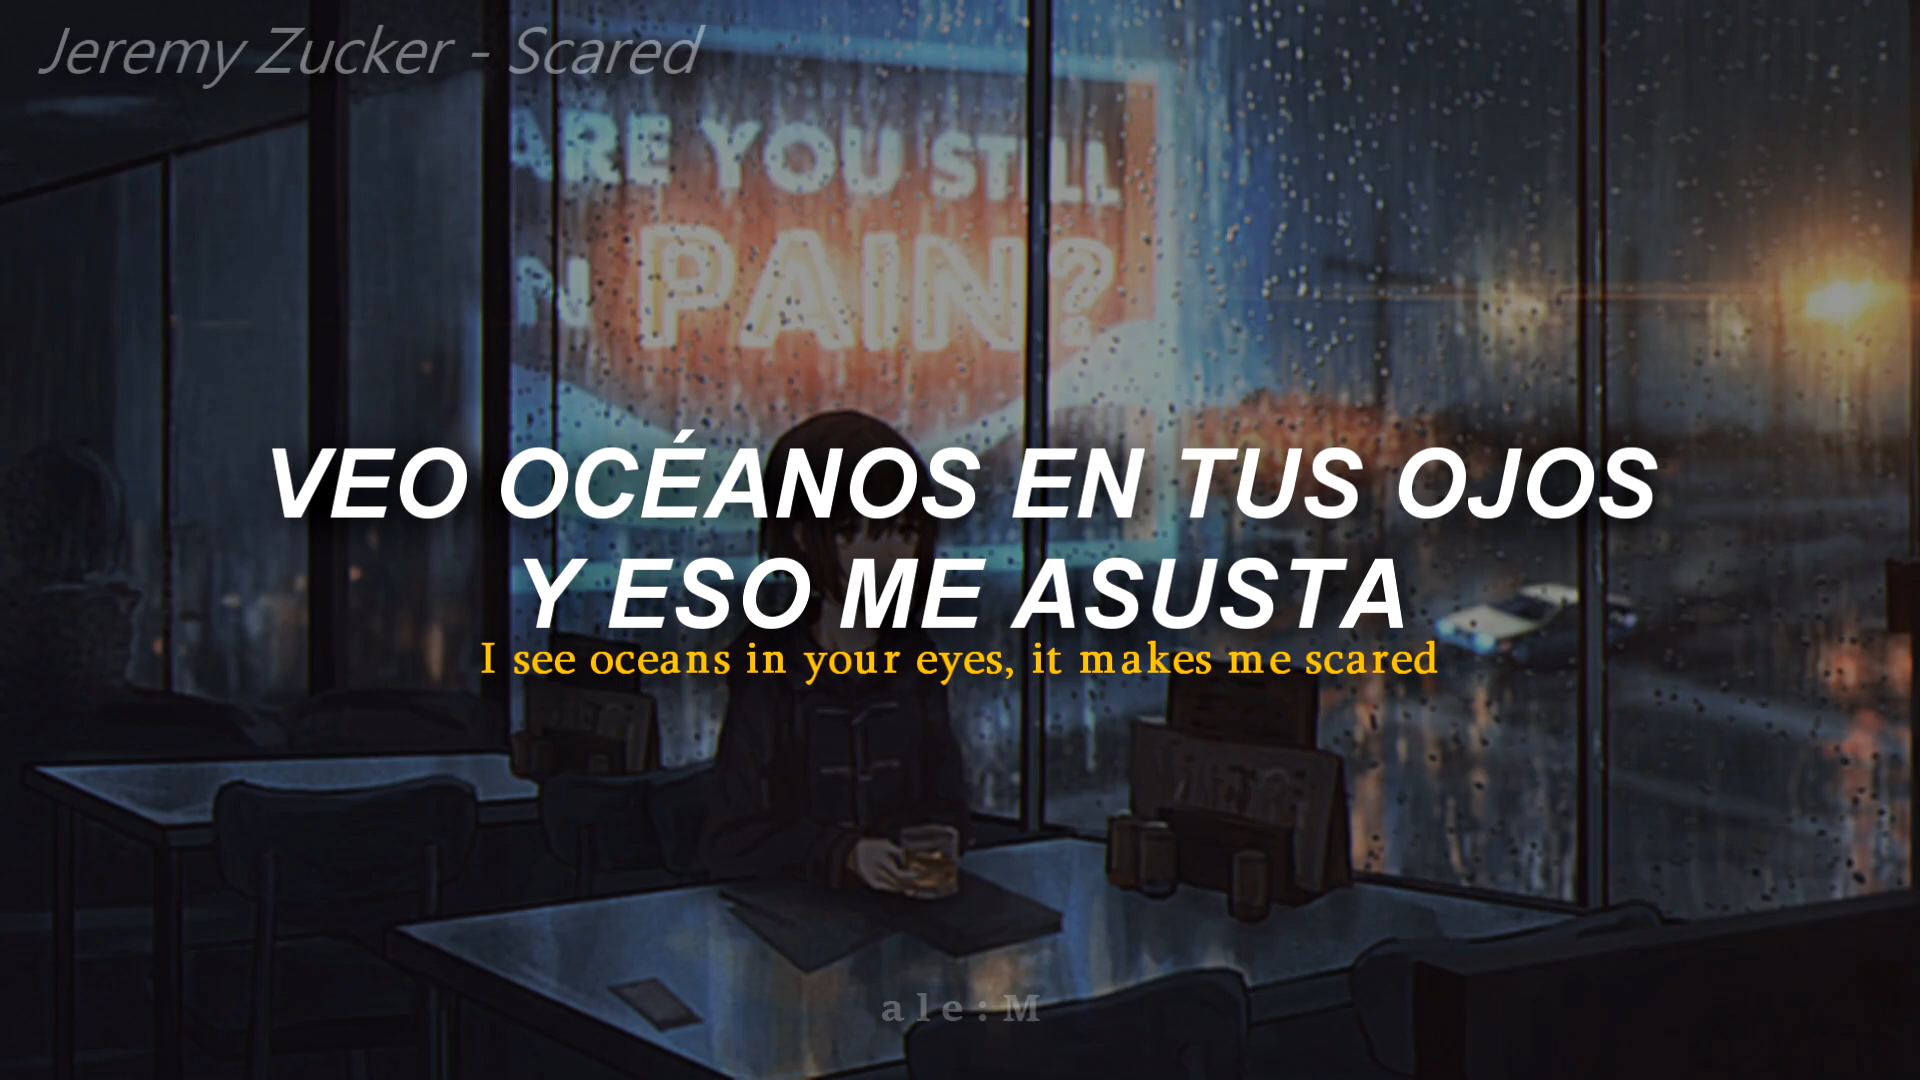 Jeremy Zucker - Scared
ARE YOU STILL
IN PAIN?
VEO OCÉANOS EN TUS OJOS
Y ESO ME ASUSTA
I see oceans in your eyes, it makes me scared
ale:M